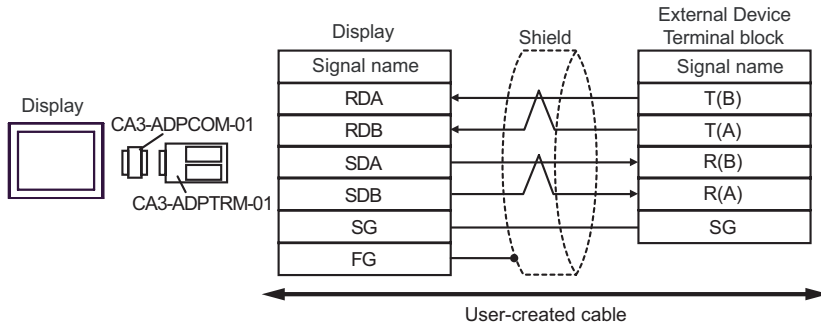 Display
CA3-ADPCOM-01
CA3-ADPTRM-01
Display
Shield
External Device
Terminal block
Signal name
Signal name
RDA
T(B)
RDB
T(A)
SDA
R(B)
SDB
R(A)
SG
SG
FG
User-created cable